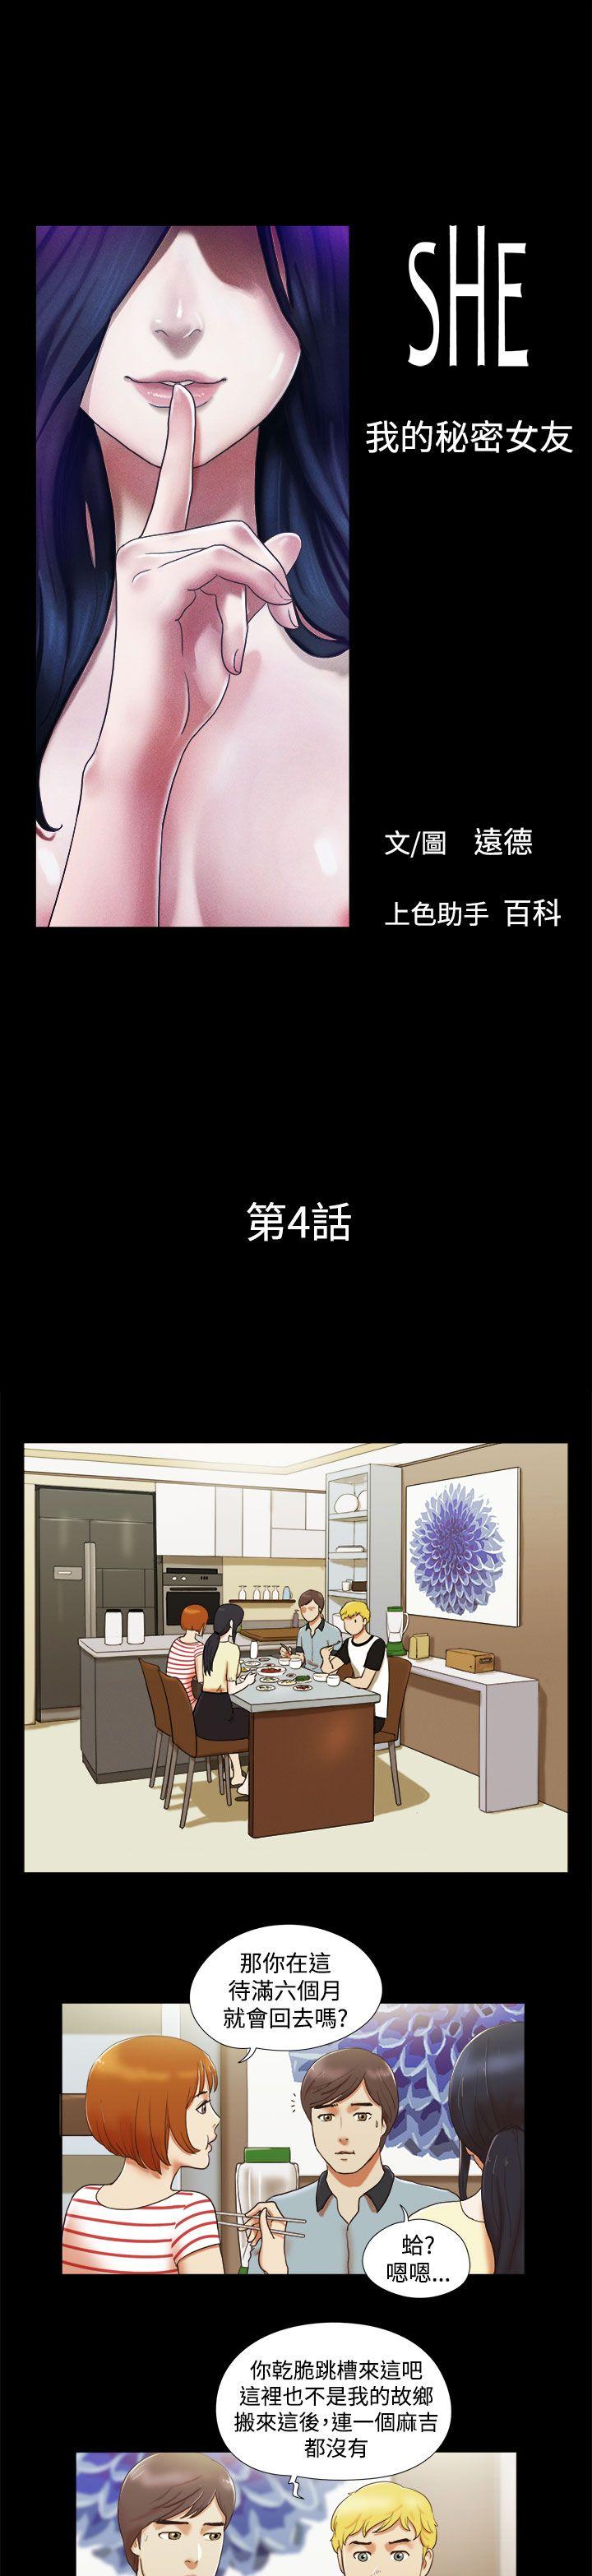 SHE
我的秘密女友
文/圖 遠德
上色助手 百科
第4話
那你在這
待滿六個月
就會回去嗎?
蛤?
嗯嗯...
你乾脆跳槽來這吧
這裡也不是我的故鄉
搬來這後,連一個麻吉
都沒有